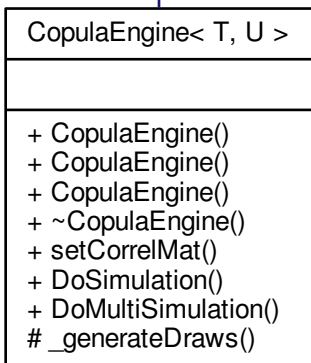 CopulaEngine< T, U >
+ CopulaEngine()
+ CopulaEngine()
+ CopulaEngine()
+ ~CopulaEngine()
+ setCorrelMat()
+ DoSimulation()
+ DoMultiSimulation()
# _generateDraws()